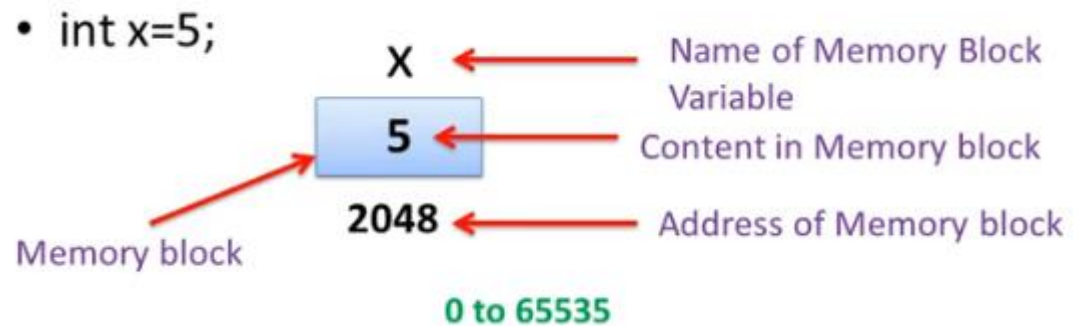 • int x=5;
X
Name of Memory Block
Variable
5
Content in Memory block
2048
Address of Memory block
Memory block
0 to 65535